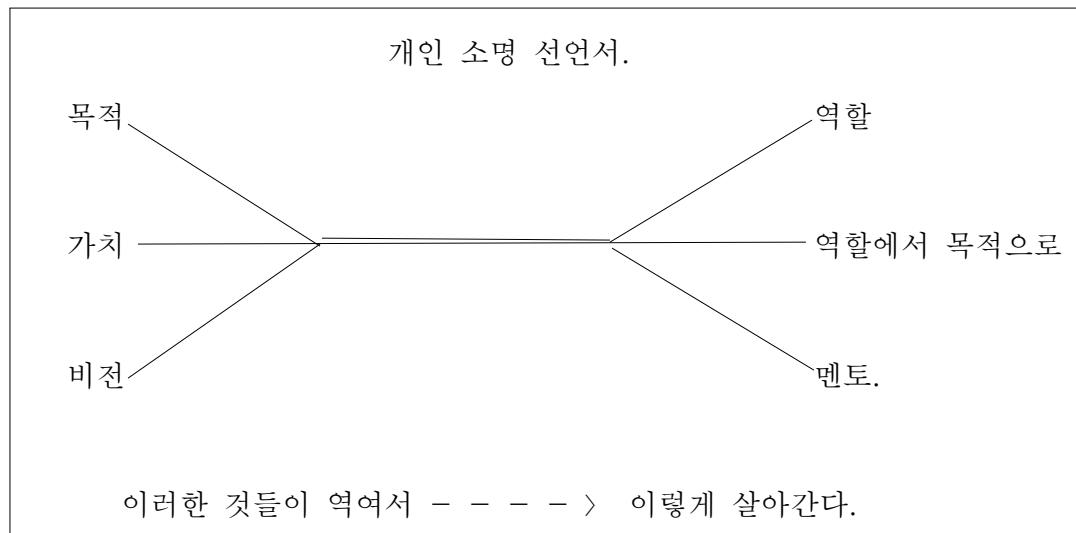 개인 소명 선언서.
목적
역할
가치
역할에서 목적으로
비전
멘토.
이러한 것들이 역여서 - - - - 〉 이렇게 살아간다.